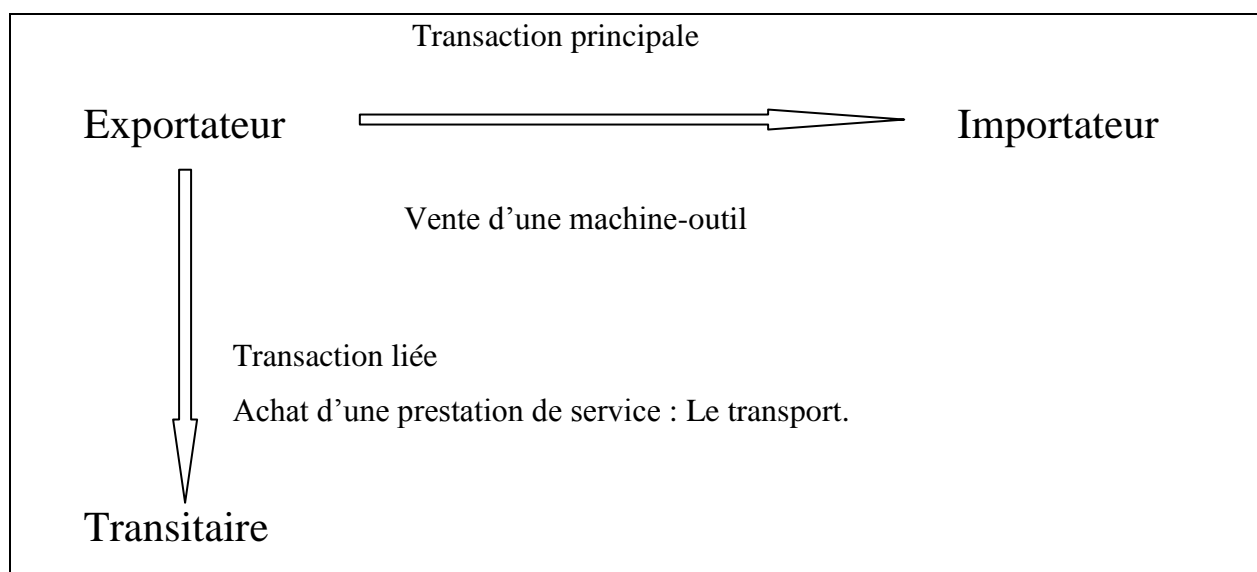 Transaction principale
Exportateur
Importateur
Vente d’une machine-outil
Transaction liée
Achat d’une prestation de service : Le transport.
Transitaire